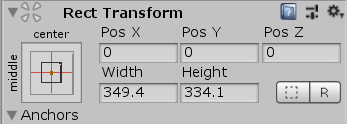 Rect Transform
center
Pos X Pos Y Pos Z
middle
0 0 0
Width Height
349.4 334.1 R
Anchors